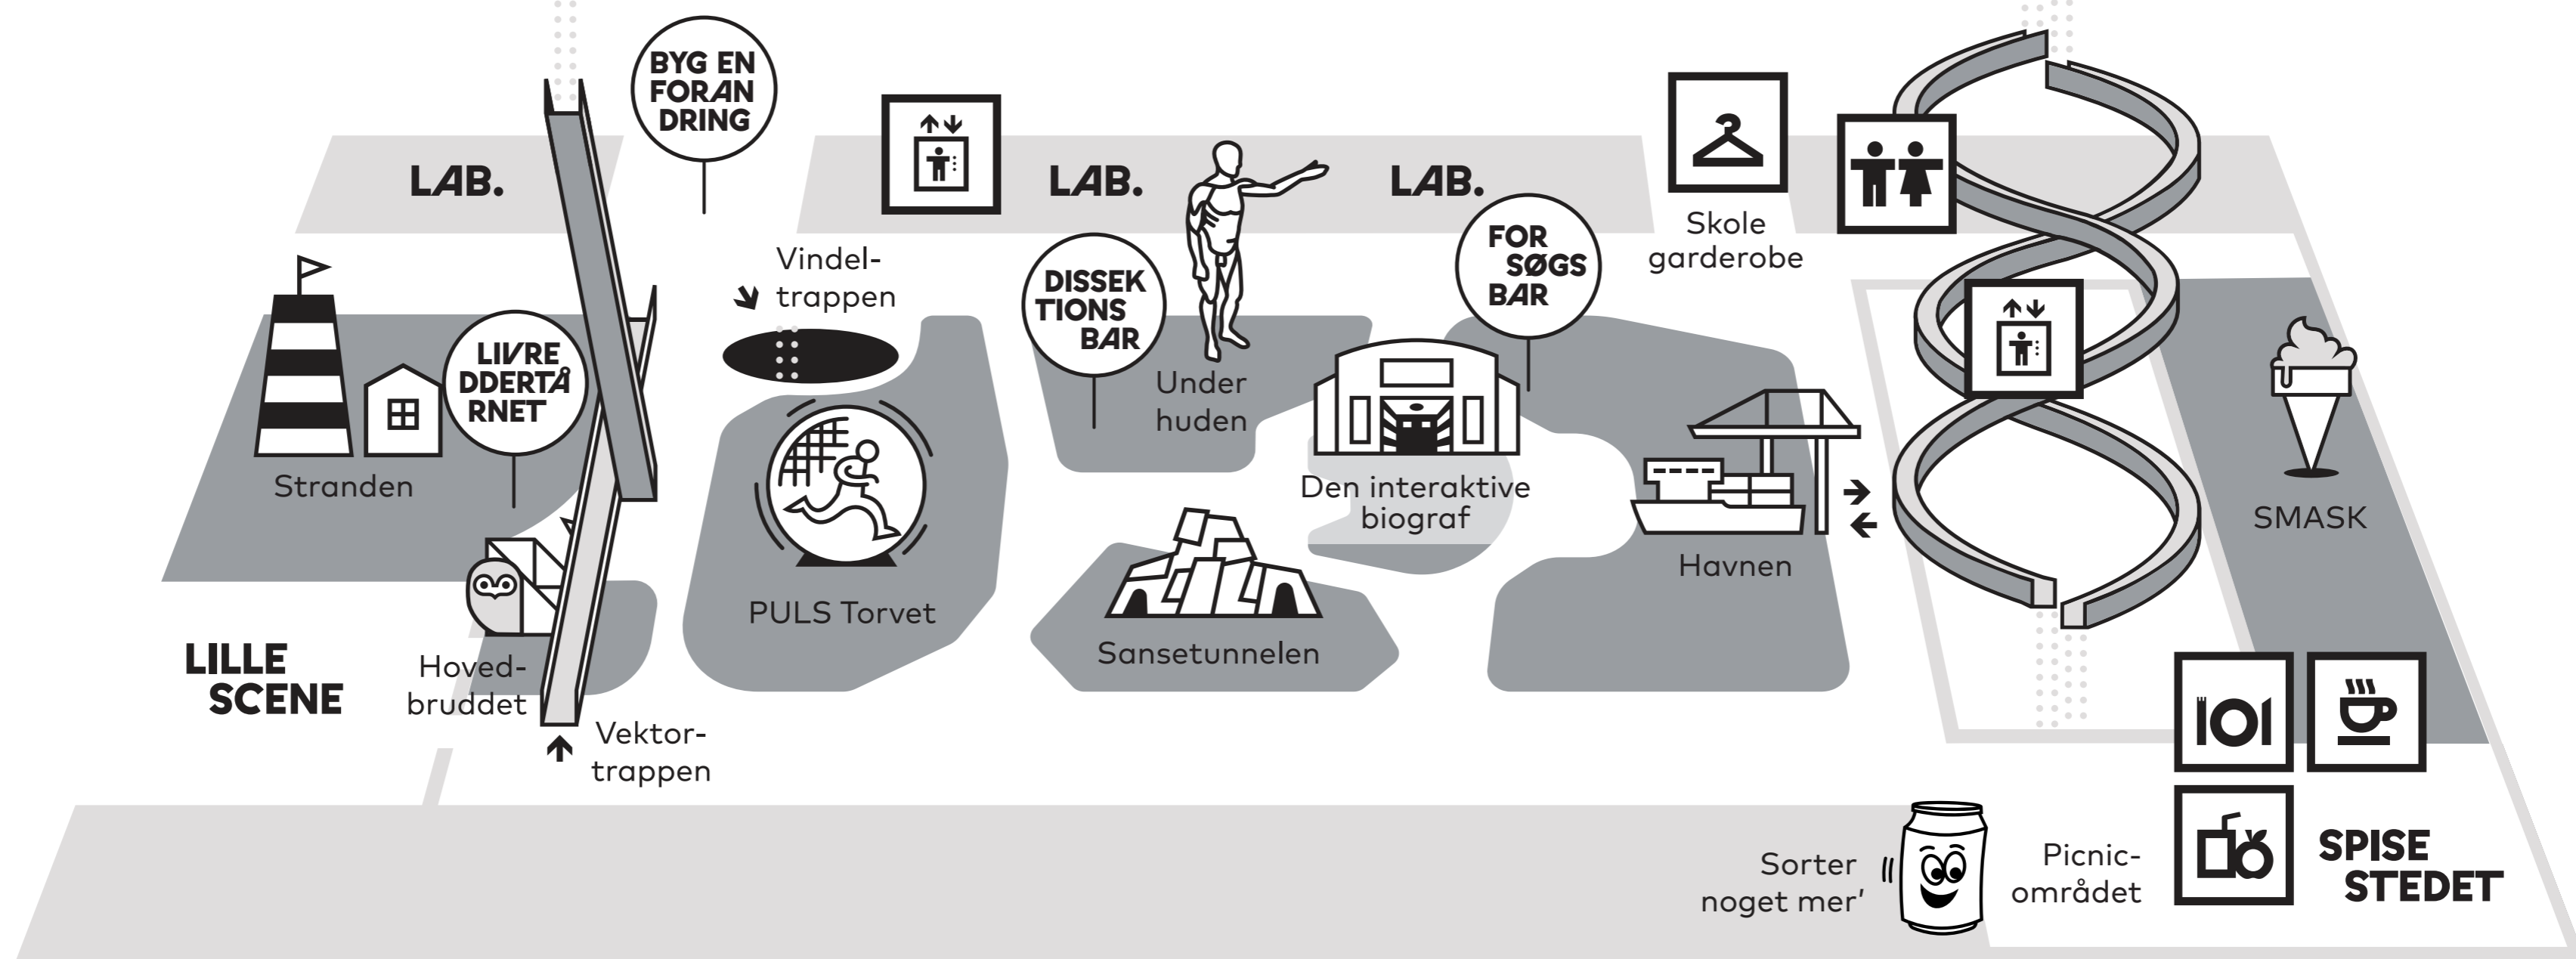 BYG EN
FORAN
DRING
LAB.
LAB.
LAB.
Skole
garderobe
Vindel-
trappen
DISSEK
TIONS
BAR
FOR
SØGS
BAR
LIVRE
DDERTÅ
RNET
Under
huden
Stranden
Den interaktive
biograf
SMASK
Havnen
PULS Torvet
Sansetunnelen
LILLE
SCENE
Hoved-
bruddet
Vektor-
trappen
Sorter
noget mer'
Picnic-
området
SPISE
STEDET